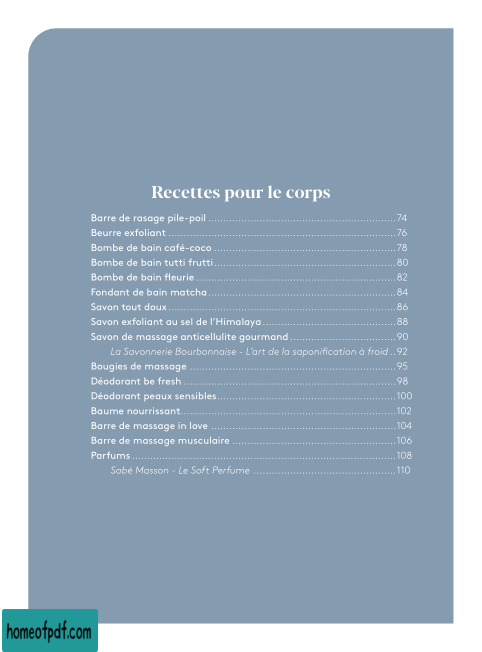 Recettes pour le corps
Barre de rasage pile-poil ................................................................74
Beurre exfoliant ..............................................................................76
Bombe de bain café-coco ..............................................................78
Bombe de bain tutti frutti..............................................................80
Bombe de bain fleurie....................................................................82
Fondant de bain matcha................................................................84
Savon tout doux..............................................................................86
Savon exfoliant au sel de l’Himalaya..............................................88
Savon de massage anticellulite gourmand ....................................90
La Savonnerie Bourbonnaise - L’art de la saponification à froid ..92
Bougies de massage ......................................................................95
Déodorant be fresh ........................................................................98
Déodorant peaux sensibles............................................................100
Baume nourrissant..........................................................................102
Barre de massage in love ..............................................................104
Barre de massage musculaire ........................................................106
Parfums..........................................................................................108
Sabé Masson - Le Soft Perfume ................................................110
homeofpdf.com